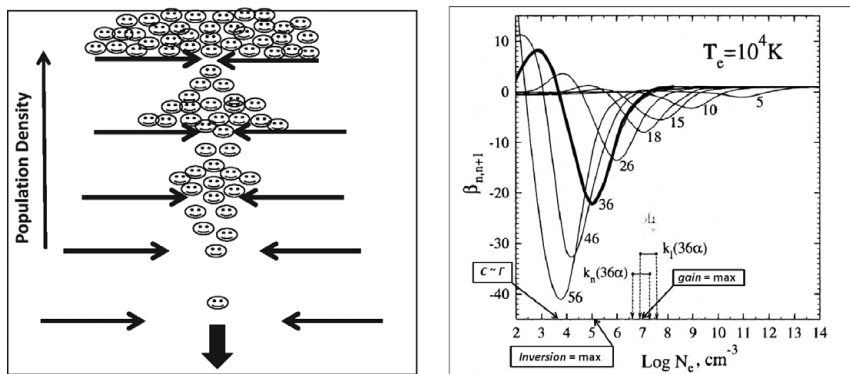 Population Density
T_e=10^4K
β_n,n+1
10
0
-10
-20
-30
-40
5
10
15
18
26
36
46
56
k_l(36α)
k_n(36α)
C ~ Γ
gain = max
2 3 4 5 6 7 8 9 10 11 12 13 14
Inversion = max
Log N_e, cm^-3